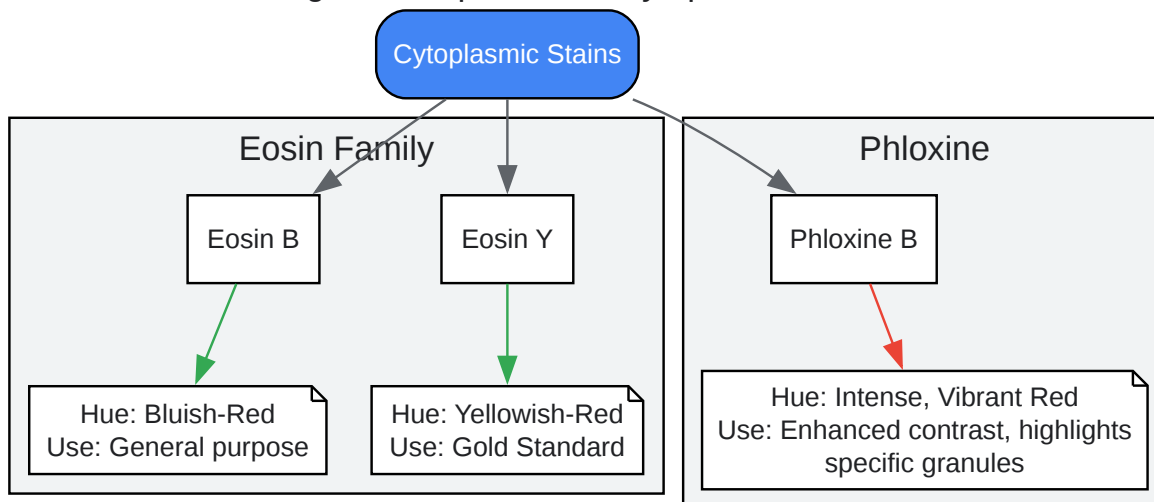 Cytoplasmic Stains
Eosin Family
Phloxine
Eosin B
Eosin Y
Phloxine B
Hue: Bluish-Red
Use: General purpose
Hue: Yellowish-Red
Use: Gold Standard
Hue: Intense, Vibrant Red
Use: Enhanced contrast, highlights
specific granules